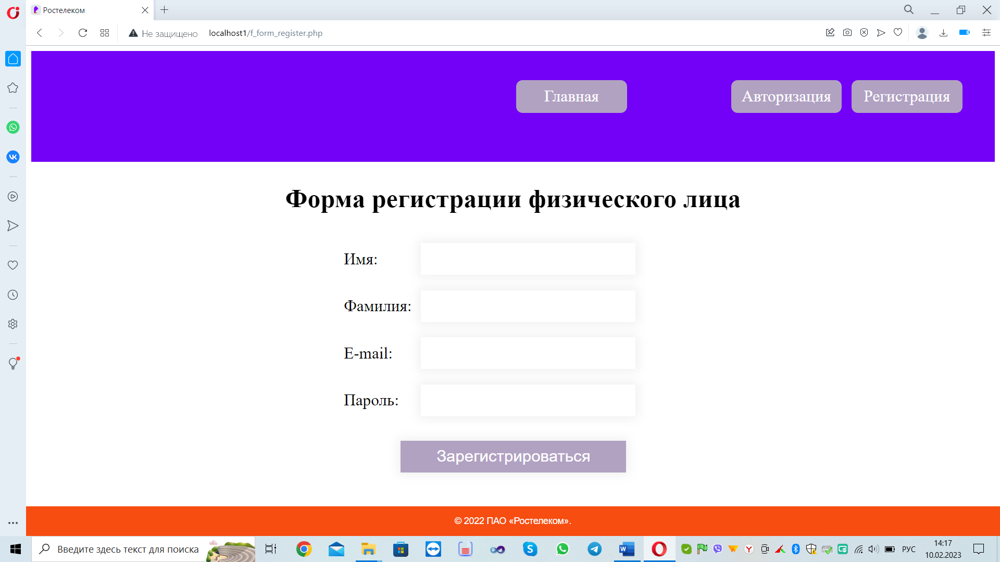 Ростелеком
Не защищено localhost1/f_form_register.php
Главная
Авторизация
Регистрация
Форма регистрации физического лица
Имя:
Фамилия:
E-mail:
Пароль:
Зарегистрироваться
© 2022 ПАО «Ростелеком».
Введите здесь текст для поиска
РУС
14:17
10.02.2023